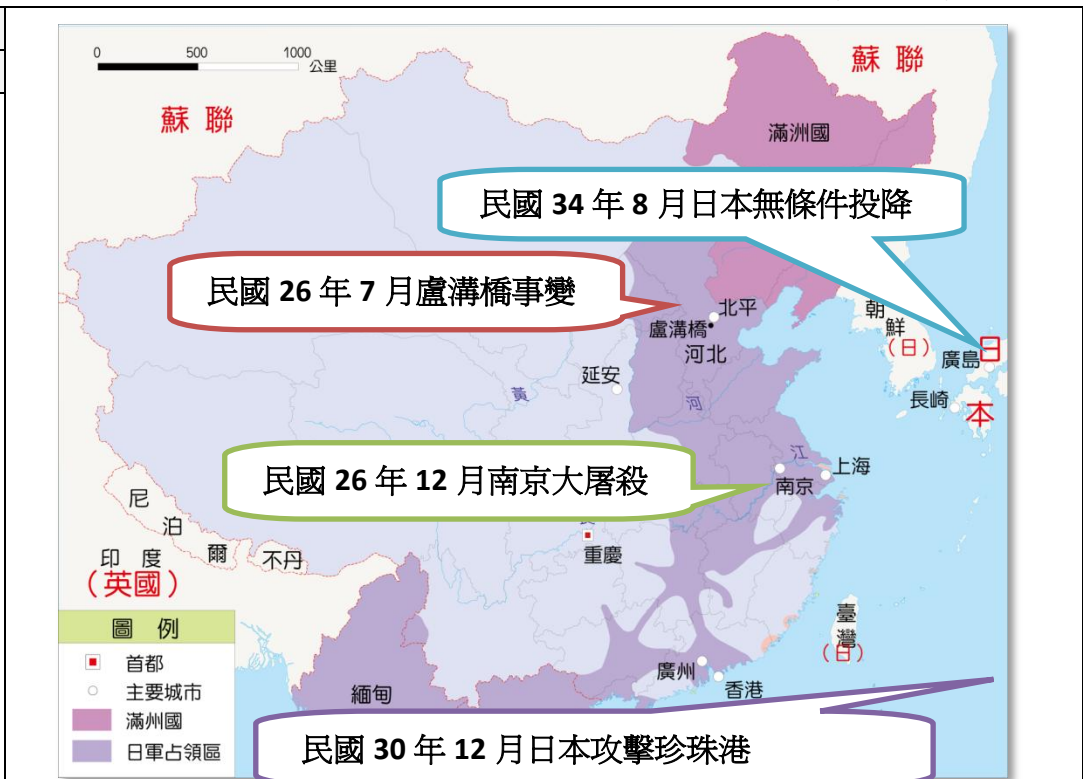 0 500 1000
公里
蘇聯
蘇聯
滿洲國
民國 34 年 8 月日本無條件投降
民國 26 年 7 月盧溝橋事變
北平
盧溝橋
河北
朝鮮
（日）
廣島
日本
長崎
延安
黃
河
民國 26 年 12 月南京大屠殺
江
上海
南京
尼泊爾
印度
（英國）
不丹
重慶
臺灣
（日）
圖例
首都
主要城市
滿州國
日軍占領區
緬甸
廣州
香港
民國 30 年 12 月日本攻擊珍珠港